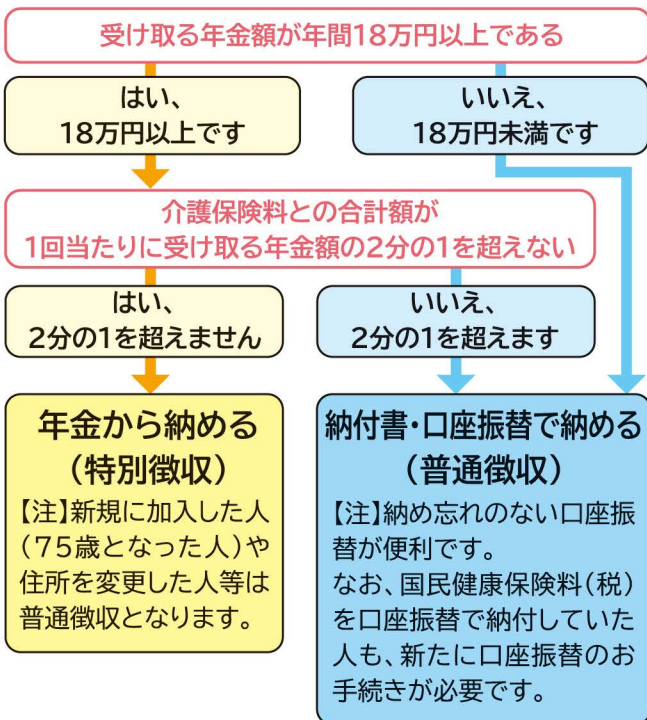 受け取る年金額が年間18万円以上である
はい、
18万円以上です
いいえ、
18万円未満です
介護保険料との合計額が
1回当たりに受け取る年金額の2分の1を超えない
はい、
2分の1を超えません
いいえ、
2分の1を超えます
年金から納める
(特別徴収)
【注】新規に加入した人
(75歳となった人)や
住所を変更した人等は
普通徴収となります。
納付書・口座振替で納める
(普通徴収)
【注】納め忘れのない口座振
替が便利です。
なお、国民健康保険料(税)
を口座振替で納付していた
人も、新たに口座振替のお
手続きが必要です。